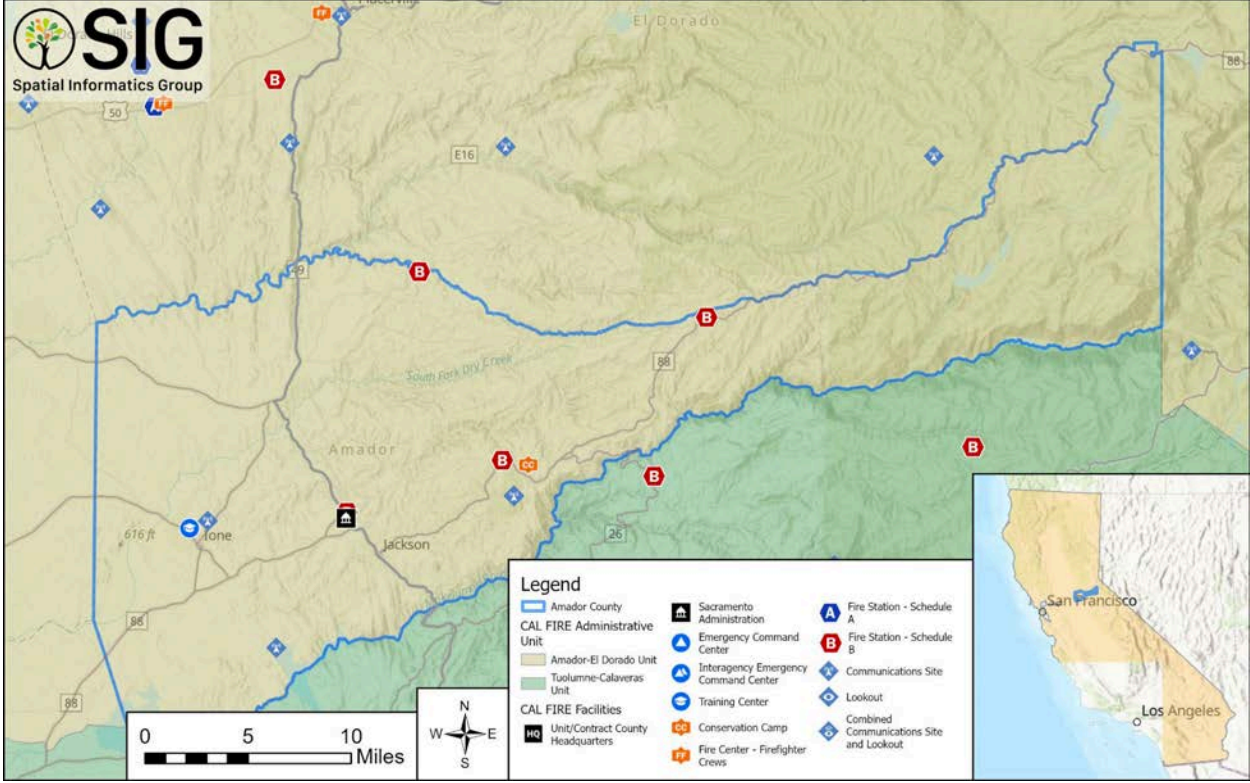 SIG
Spatial Informatics Group
Placerville
El Dorado
FF
B
88
A
FF
50
E16
49
B
B
88
South Fork Dry Creek
Amador
B
CC
B
B
616 ft
Ione
Jackson
26
88
88
0 5 10
Miles
N
W E
S
Legend
Amador County
CAL FIRE Administrative
Unit
Amador-El Dorado Unit
Tuolumne-Calaveras
Unit
CAL FIRE Facilities
HQ Unit/Contract County
Headquarters
Sacramento
Administration
Emergency Command
Center
Interagency Emergency
Command Center
Training Center
CC Conservation Camp
FF Fire Center - Firefighter
Crews
A Fire Station - Schedule
A
B Fire Station - Schedule
B
Communications Site
Lookout
Combined
Communications Site
and Lookout
San Francisco
Los Angeles